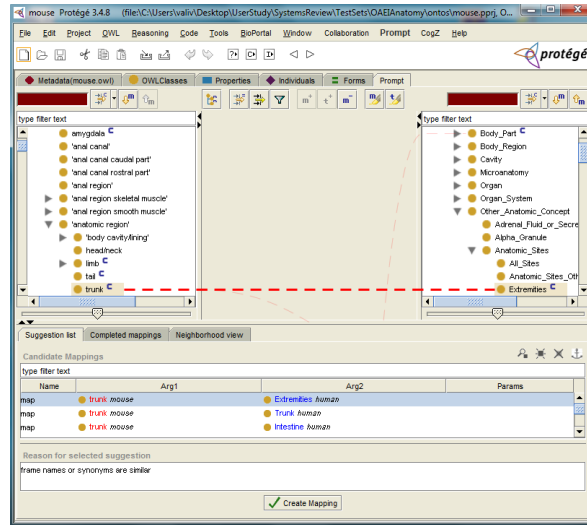 mouse Protégé 3.4.8 (file\C:\Users\valiv\Desktop\UserStudy\SystemsReview\TestSets\OAEIAnatomy\ontos\mouse.pprj, O...
File Edit Project OWL Reasoning Code Tools BioPortal Window Collaboration Prompt CogZ Help
protégé
Metadata(mouse.owl) OWLClasses Properties Individuals Forms Prompt
type filter text
amygdala C
'anal canal'
'anal canal caudal part'
'anal canal rostral part'
'anal region'
'anal region skeletal muscle'
'anal region smooth muscle'
'anatomic region'
'body cavity/lining'
head/neck
limb C
tail C
trunk C
type filter text
Body_Part C
Body_Region
Cavity
Microanatomy
Organ
Organ_System
Other_Anatomic_Concept
Adrenal_Fluid_or_Secre
Alpha_Granule
Anatomic_Sites
All_Sites
Anatomic_Sites_Oth
Extremities C
Suggestion list Completed mappings Neighborhood view
Candidate Mappings
type filter text
Name Arg1 Arg2 Params
map trunk mouse Extremities human
map trunk mouse Trunk human
map trunk mouse Intestine human
Reason for selected suggestion
frame names or synonyms are similar
Create Mapping